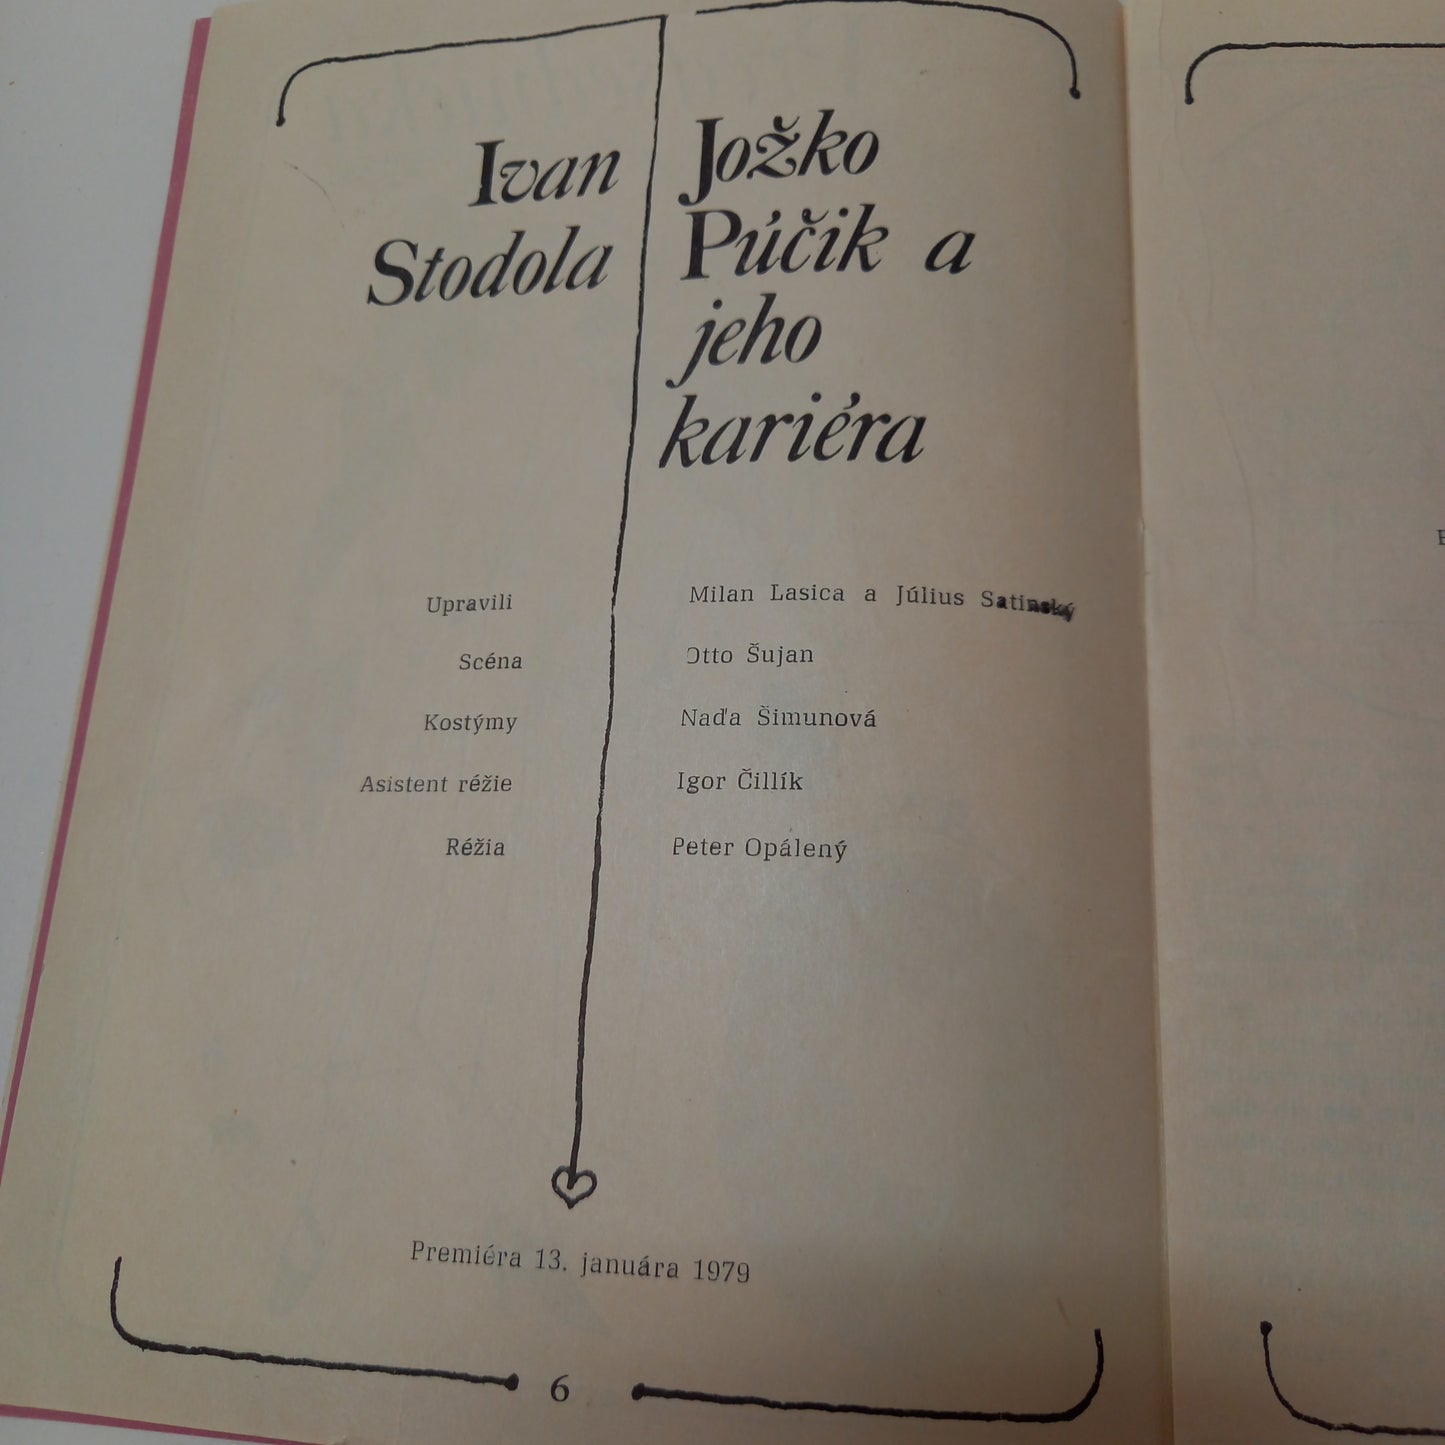 Ivan
Stodola
Jožko
Púčik a
jeho
kariéra
Upravili Milan Lasica a Július Satinský
Scéna Otto Šujan
Kostýmy Naďa Šimunová
Asistent réžie Igor Čillík
Réžia Peter Opálený
Premiéra 13. januára 1979
6